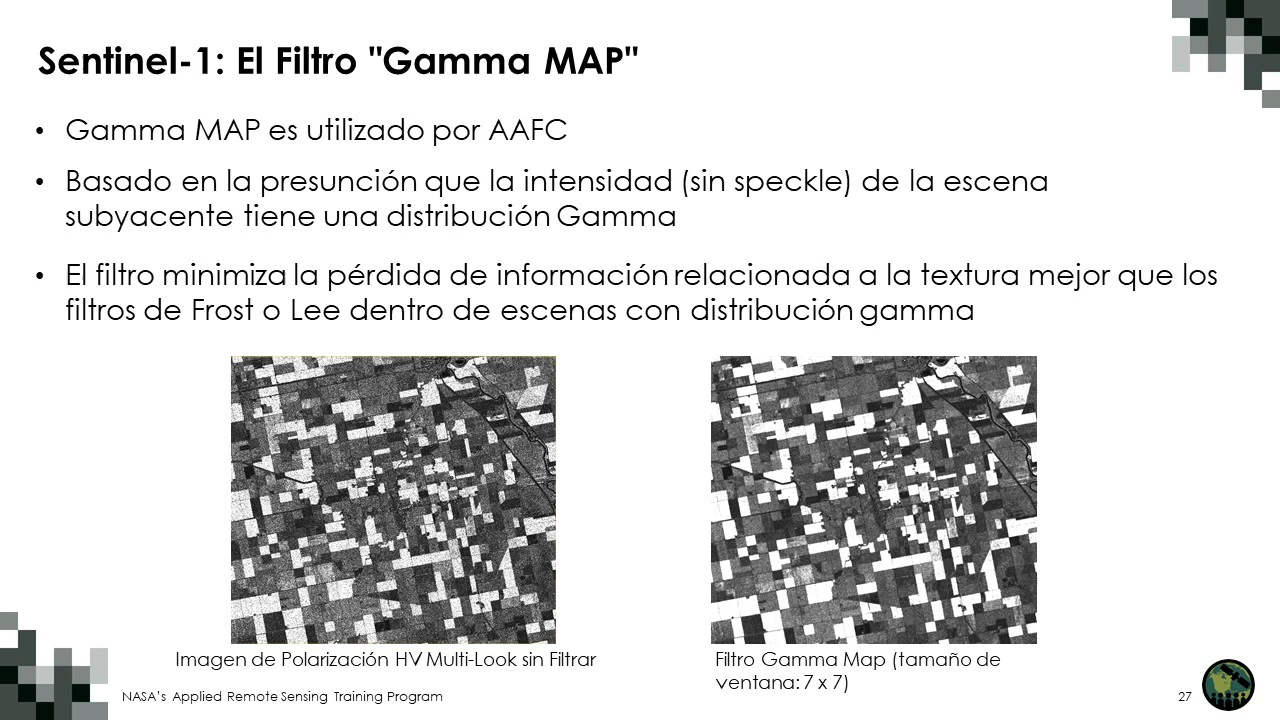 Sentinel-1: El Filtro "Gamma MAP"
• Gamma MAP es utilizado por AAFC
• Basado en la presunción que la intensidad (sin speckle) de la escena
subyacente tiene una distribución Gamma
• El filtro minimiza la pérdida de información relacionada a la textura mejor que los
filtros de Frost o Lee dentro de escenas con distribución gamma
Imagen de Polarización HV Multi-Look sin Filtrar
Filtro Gamma Map (tamaño de
ventana: 7 x 7)
NASA's Applied Remote Sensing Training Program
27